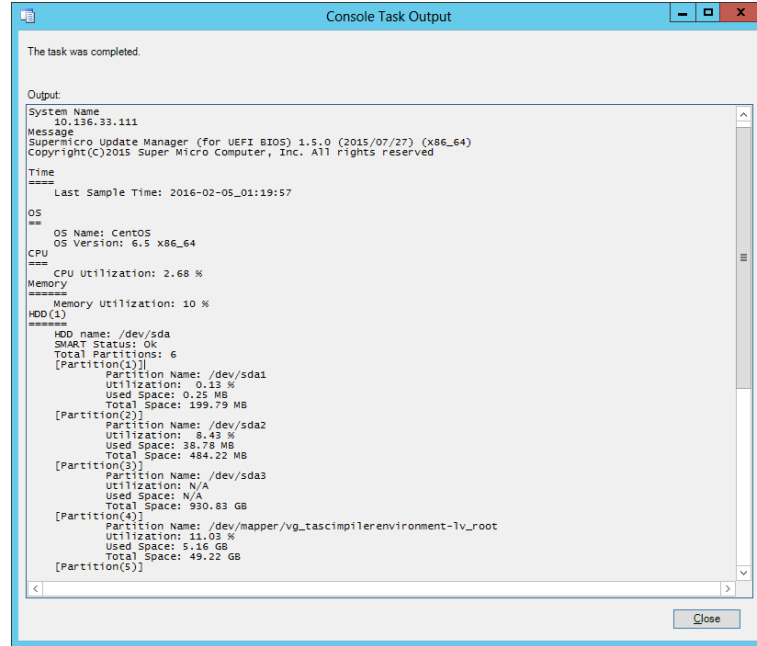 Console Task Output
The task was completed.
Output:
System Name
10.136.33.111
Message
Supermicro Update Manager (for UEFI BIOS) 1.5.0 (2015/07/27) (x86_64)
Copyright(C)2015 Super Micro Computer, Inc. All rights reserved
Time
====
Last Sample Time: 2016-02-05_01:19:57
OS
==
OS Name: CentOS
OS Version: 6.5 x86_64
CPU
===
CPU Utilization: 2.68 %
Memory
======
Memory Utilization: 10 %
HDD(1)
======
HDD name: /dev/sda
SMART Status: Ok
Total Partitions: 6
[Partition(1)]
Partition Name: /dev/sda1
Utilization: 0.13 %
Used Space: 0.25 MB
Total Space: 199.79 MB
[Partition(2)]
Partition Name: /dev/sda2
Utilization: 8.43 %
Used Space: 38.78 MB
Total Space: 484.22 MB
[Partition(3)]
Partition Name: /dev/sda3
Utilization: N/A
Used Space: N/A
Total Space: 930.83 GB
[Partition(4)]
Partition Name: /dev/mapper/vg_tascimpilerenvironment-lv_root
Utilization: 11.03 %
Used Space: 5.16 GB
Total Space: 49.22 GB
[Partition(5)]
Close